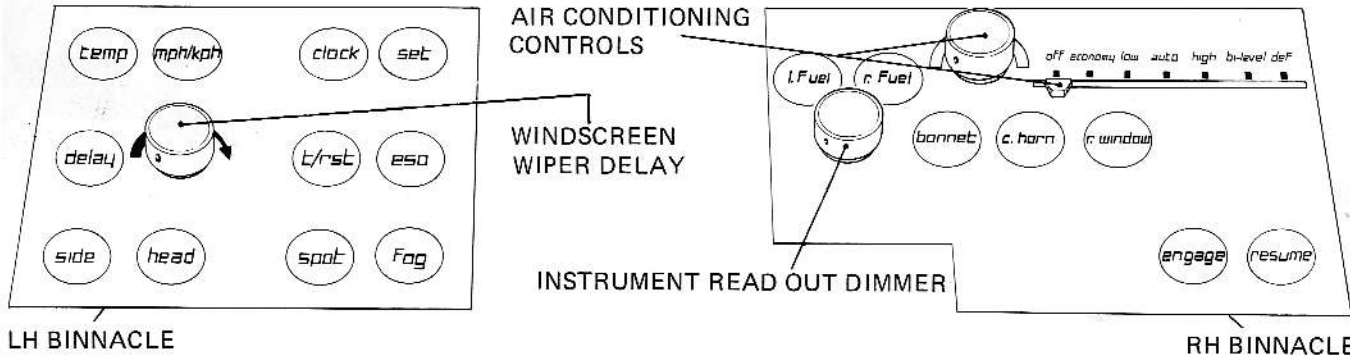 temp mph/kph clock set
delay t/rst eso
side head spot Fog
LH BINNACLE
AIR CONDITIONING
CONTROLS
WINDSCREEN
WIPER DELAY
INSTRUMENT READ OUT DIMMER
l.Fuel r.Fuel
off economy low auto high bi-level def
bonnet c.horn r.window
engage resume
RH BINNACLE